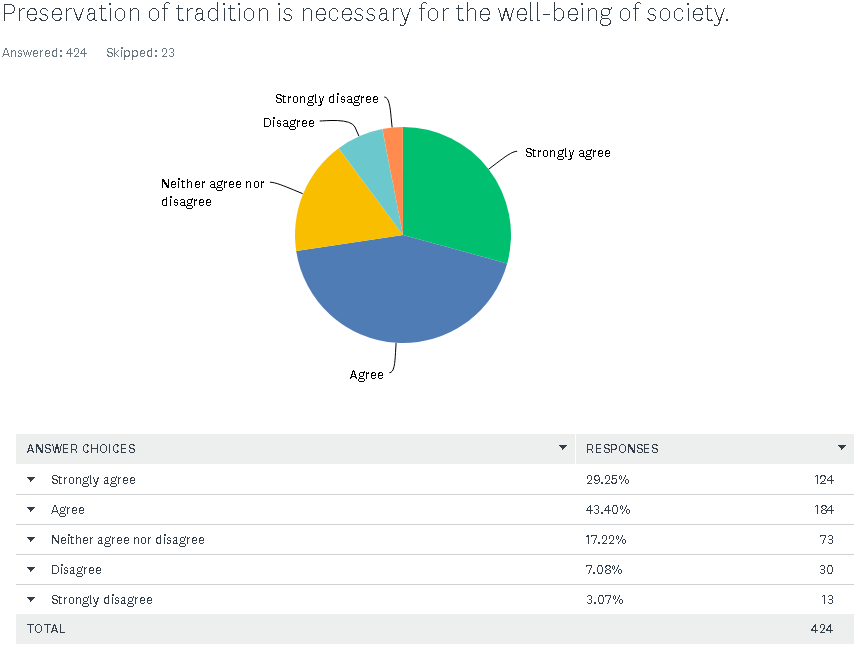 Preservation of tradition is necessary for the well-being of society.
Answered: 424 Skipped: 23
Strongly disagree
Disagree
Strongly agree
Neither agree nor
disagree
Agree
ANSWER CHOICES RESPONSES
Strongly agree 29.25% 124
Agree 43.40% 184
Neither agree nor disagree 17.22% 73
Disagree 7.08% 30
Strongly disagree 3.07% 13
TOTAL 424